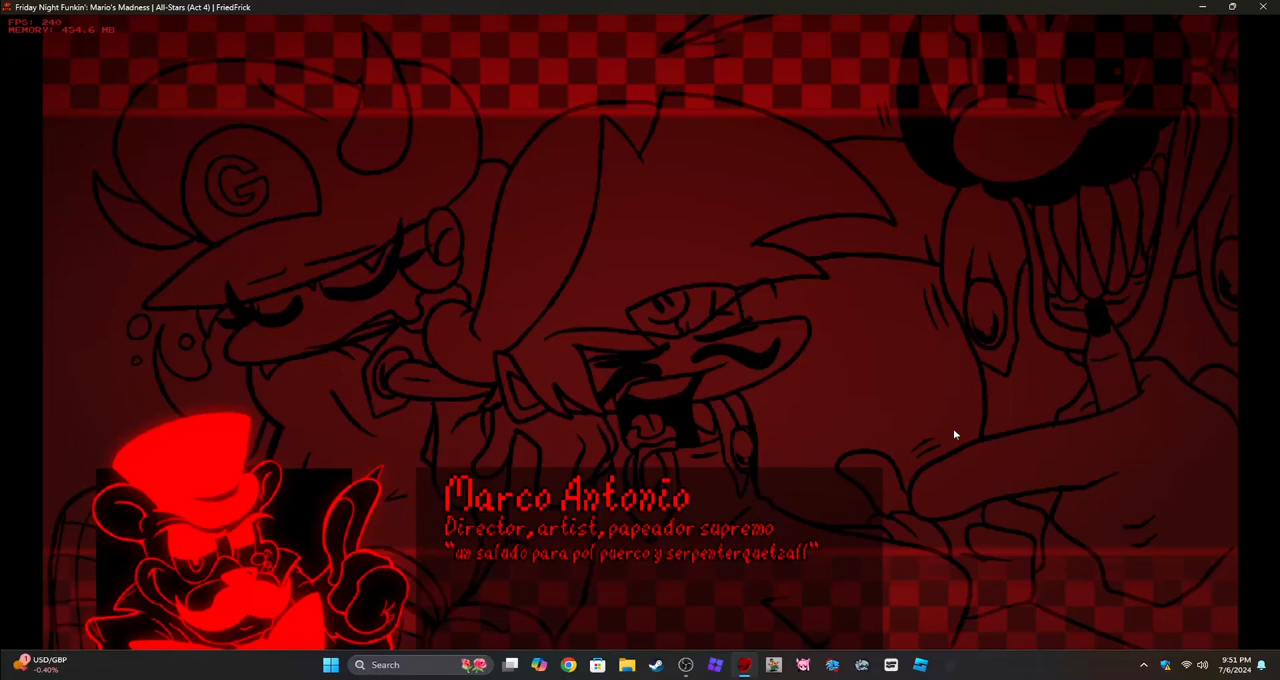 Friday Night Funkin': Mario's Madness | All-Stars (Act 4) | FriedFrick
FPS: 240
MEMORY: 454.6 MB
G
Marco Antonio
Director, artist, papeador supremo
"un saludo para pol puerco y serpenterquetzall"
1
USD/GBP
-0.40%
Search
9:51 PM
7/6/2024